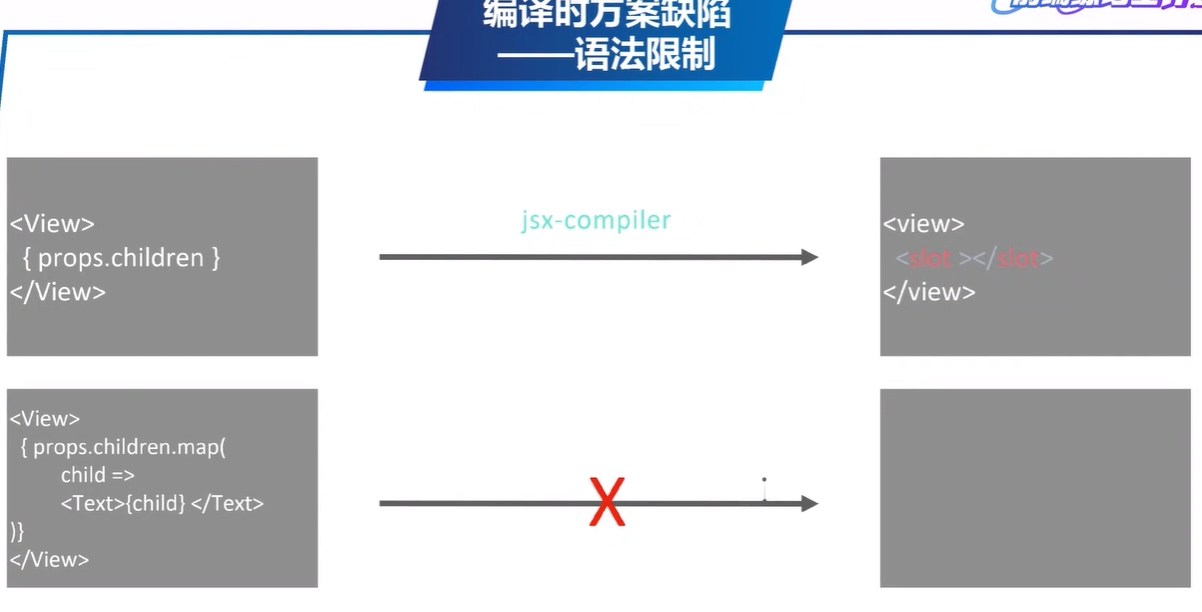 编译时方案缺陷
——语法限制
<View>
{ props.children }
</View>
jsx-compiler
<view>
<slot ></slot>
</view>
<View>
{ props.children.map(
child =>
<Text>{child} </Text>
)}
</View>
X